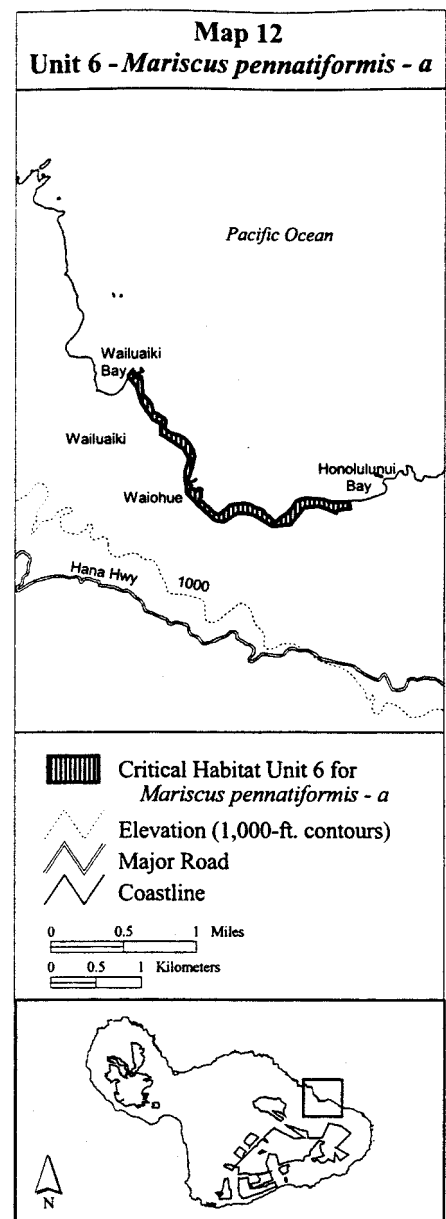 Map 12
Unit 6 - Mariscus pennatiformis - a
Pacific Ocean
Wailuaiki
Bay
Wailuaiki
Honolulunui
Bay
Waiohue
1000
Hana Hwy
Critical Habitat Unit 6 for
Mariscus pennatiformis - a
Elevation (1,000-ft. contours)
Major Road
Coastline
0 0.5 1 Miles
0 0.5 1 Kilometers
N